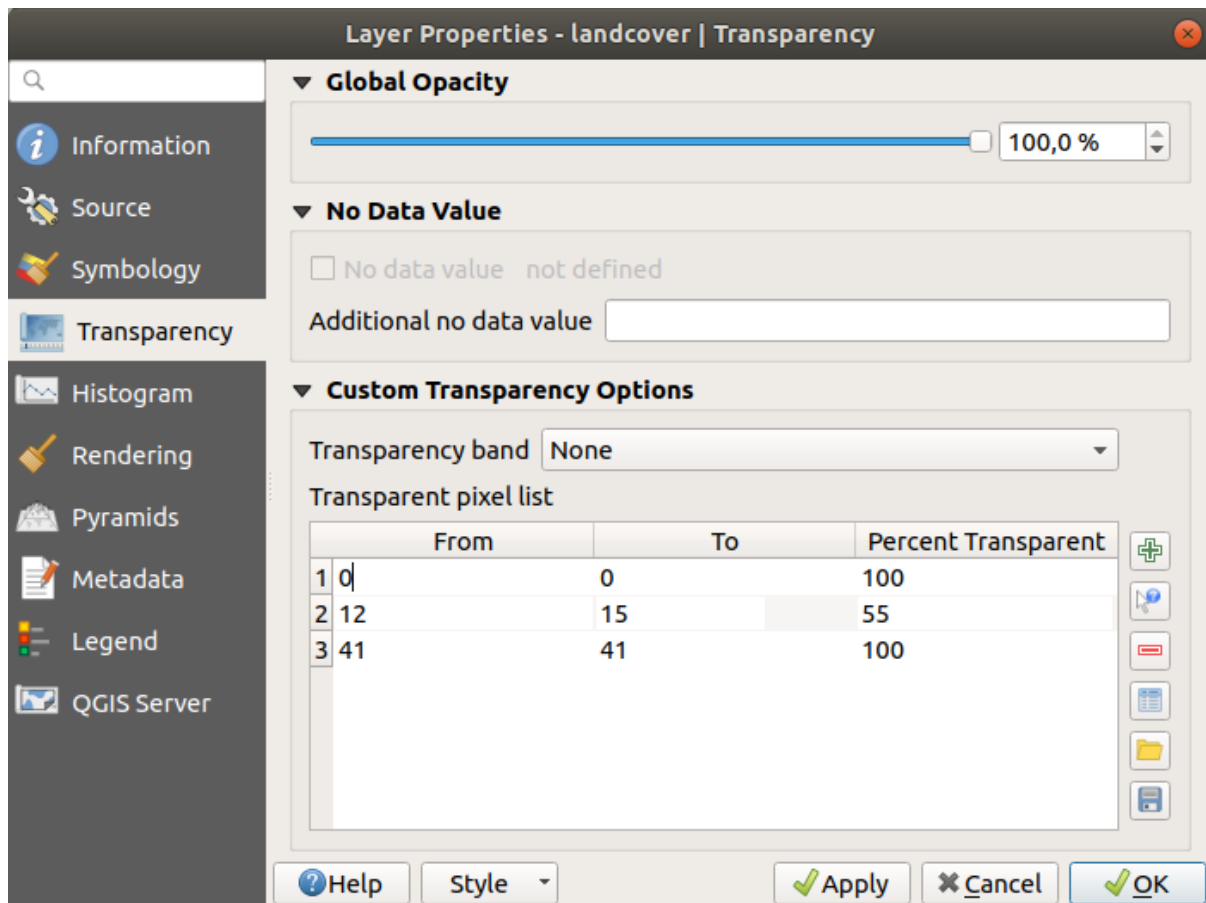 Layer Properties - landcover | Transparency
Information
Source
Symbology
Transparency
Histogram
Rendering
Pyramids
Metadata
Legend
QGIS Server
Global Opacity
100,0 %
No Data Value
No data value not defined
Additional no data value
Custom Transparency Options
Transparency band None
Transparent pixel list
From To Percent Transparent
1 0 0 100
2 12 15 55
3 41 41 100
Help Style Apply Cancel OK